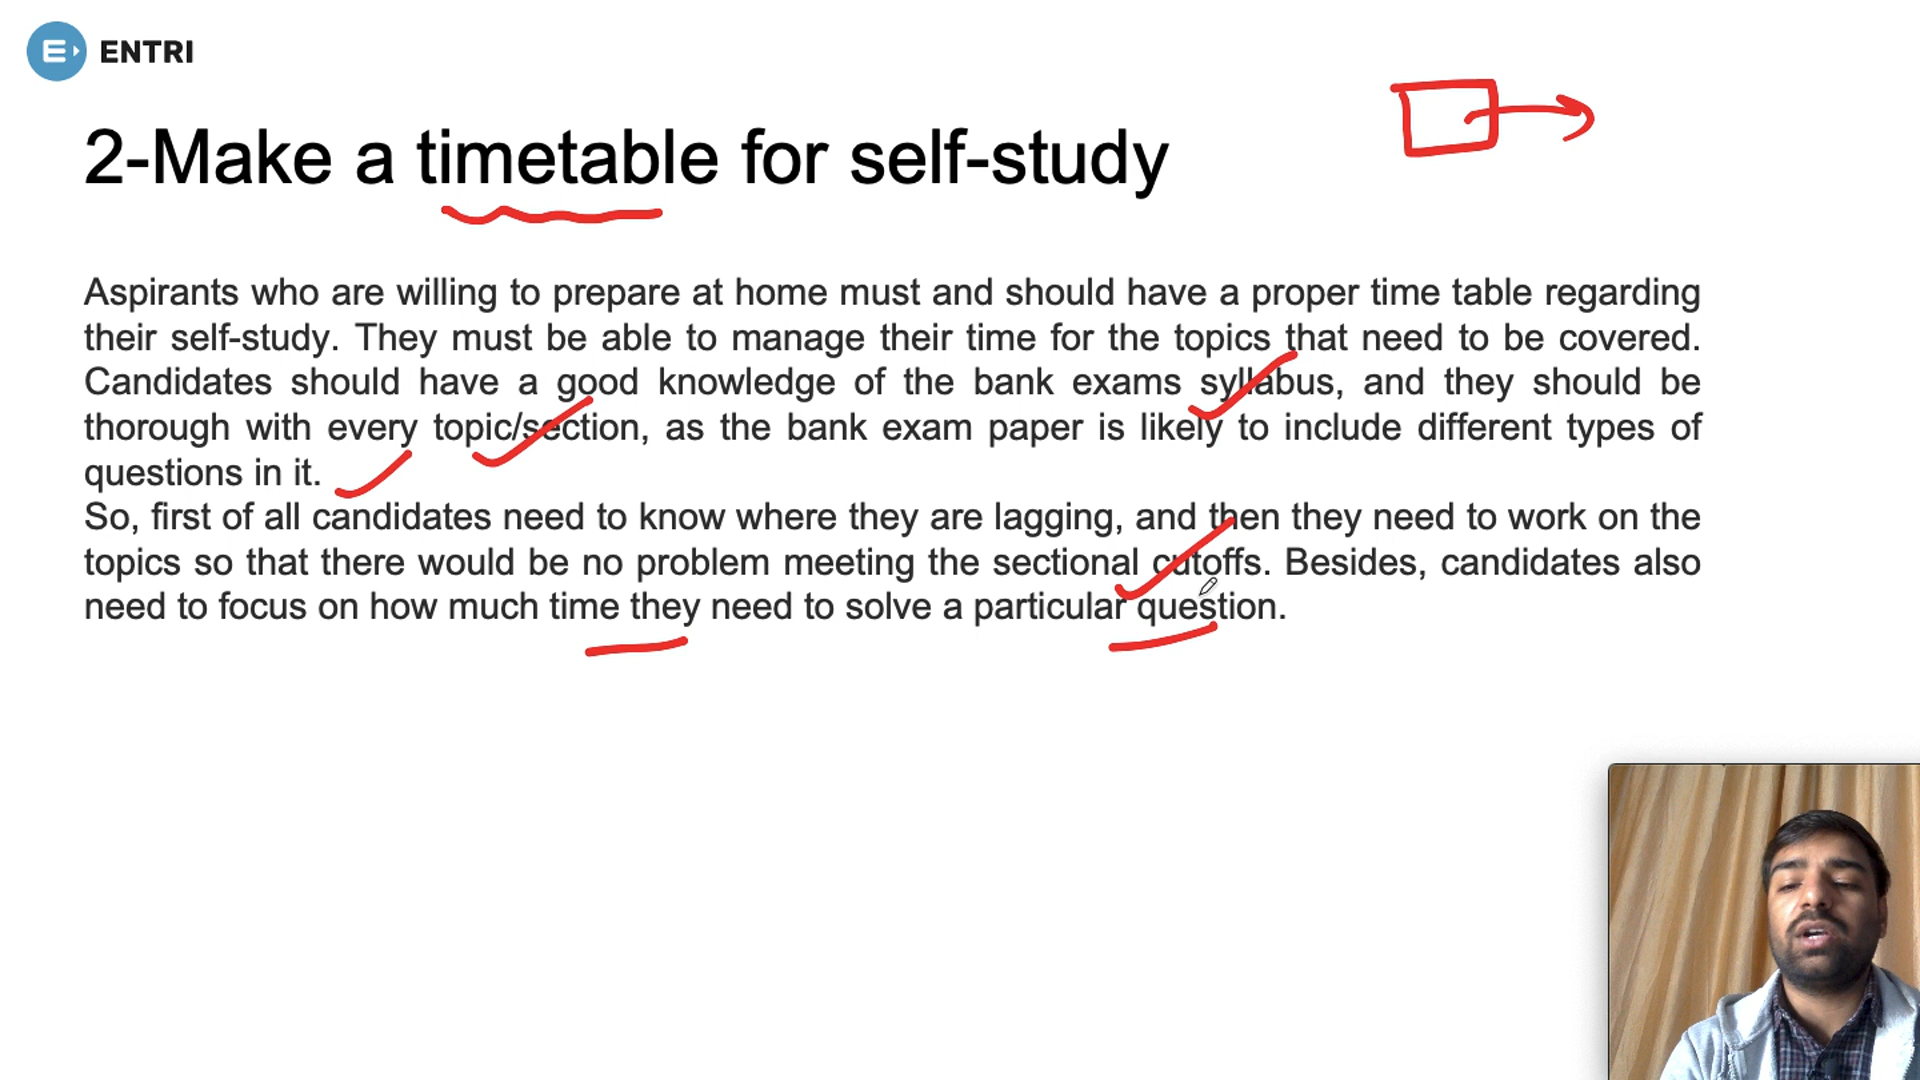 ENTRI
2-Make a timetable for self-study
Aspirants who are willing to prepare at home must and should have a proper time table regarding
their self-study. They must be able to manage their time for the topics that need to be covered.
Candidates should have a good knowledge of the bank exams syllabus, and they should be
thorough with every topic/section, as the bank exam paper is likely to include different types of
questions in it.
So, first of all candidates need to know where they are lagging, and then they need to work on the
topics so that there would be no problem meeting the sectional cutoffs. Besides, candidates also
need to focus on how much time they need to solve a particular question.